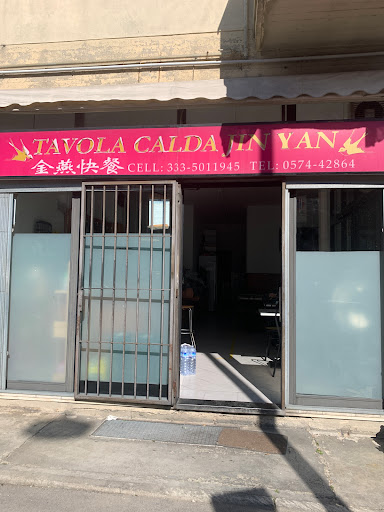 TAVOLA CALDA JIN YAN
金燕快餐 CELL: 333-5011945 TEL: 0574-42864